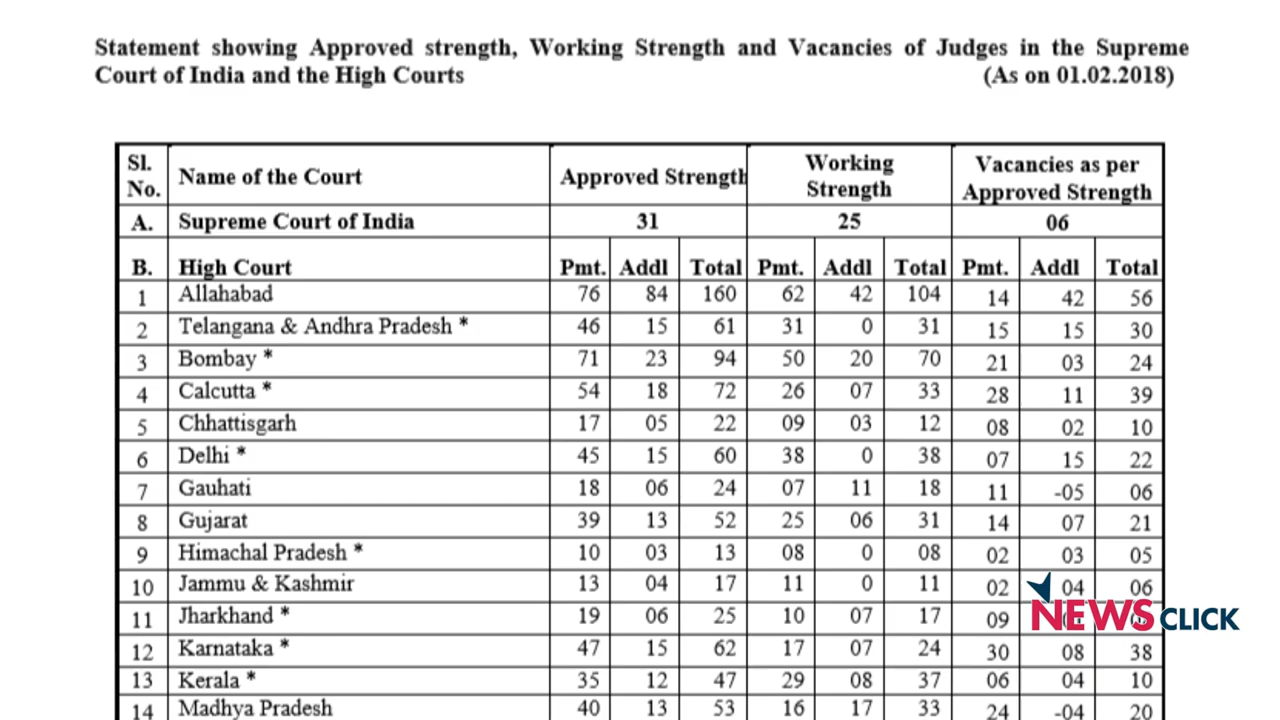 Statement showing Approved strength, Working Strength and Vacancies of Judges in the Supreme
Court of India and the High Courts (As on 01.02.2018)
Sl. No. Name of the Court Approved Strength Working Strength Vacancies as per Approved Strength
A. Supreme Court of India 31 25 06
B. High Court Pmt. Addl Total Pmt. Addl Total Pmt. Addl Total
1 Allahabad 76 84 160 62 42 104 14 42 56
2 Telangana & Andhra Pradesh * 46 15 61 31 0 31 15 15 30
3 Bombay * 71 23 94 50 20 70 21 03 24
4 Calcutta * 54 18 72 26 07 33 28 11 39
5 Chhattisgarh 17 05 22 09 03 12 08 02 10
6 Delhi * 45 15 60 38 0 38 07 15 22
7 Gauhati 18 06 24 07 11 18 11 -05 06
8 Gujarat 39 13 52 25 06 31 14 07 21
9 Himachal Pradesh * 10 03 13 08 0 08 02 03 05
10 Jammu & Kashmir 13 04 17 11 0 11 02 04 06
11 Jharkhand * 19 06 25 10 07 17 09
NEWSCLICK
12 Karnataka * 47 15 62 17 07 24 30 08 38
13 Kerala * 35 12 47 29 08 37 06 04 10
14 Madhya Pradesh 40 13 53 16 17 33 24 -04 20